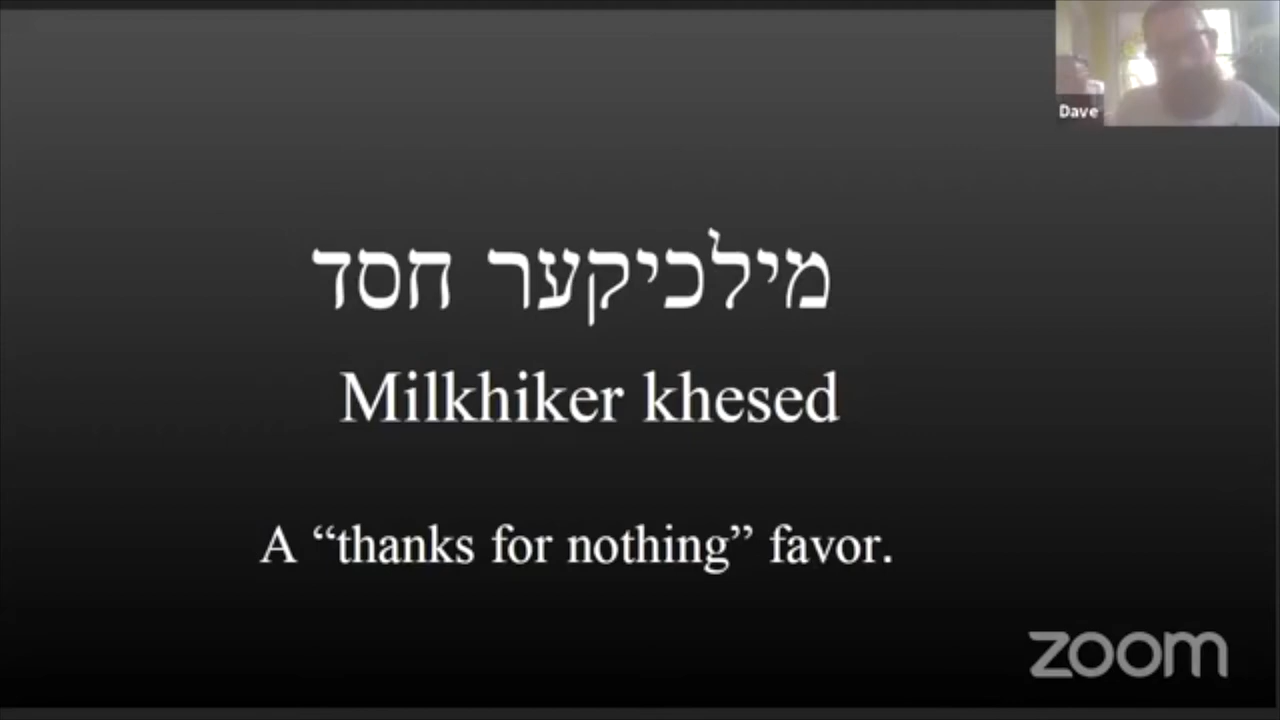 Dave
מילכיקער חסד
Milkhiker khesed
A “thanks for nothing” favor.
zoom